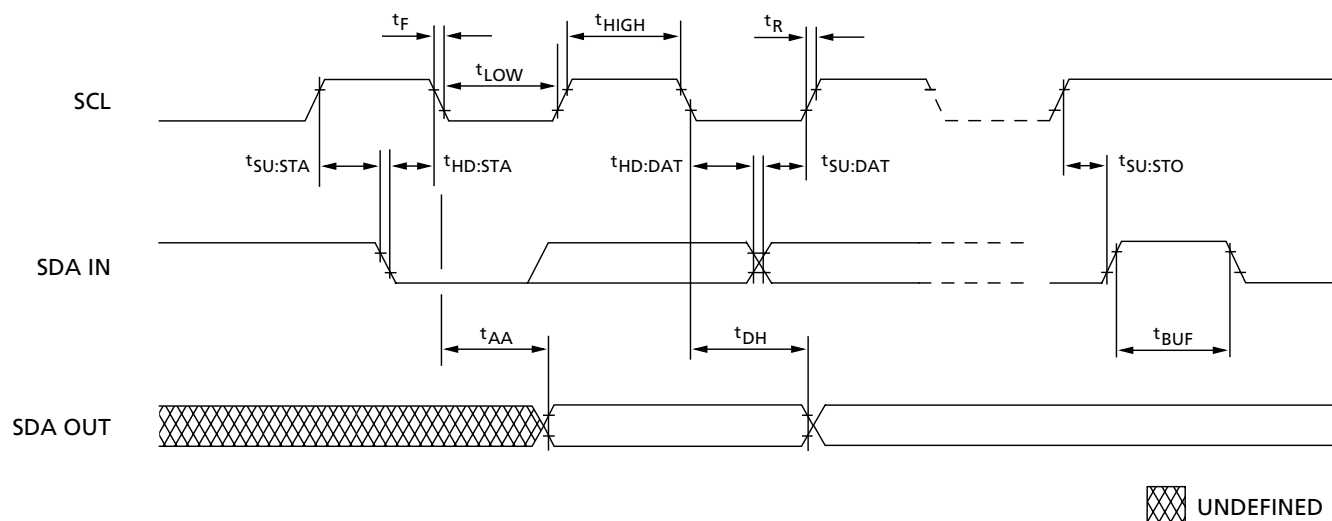 tF
tHIGH
tR
tLOW
SCL
tSU:STA
tHD:STA
tHD:DAT
tSU:DAT
tSU:STO
SDA IN
tAA
tDH
tBUF
SDA OUT
UNDEFINED